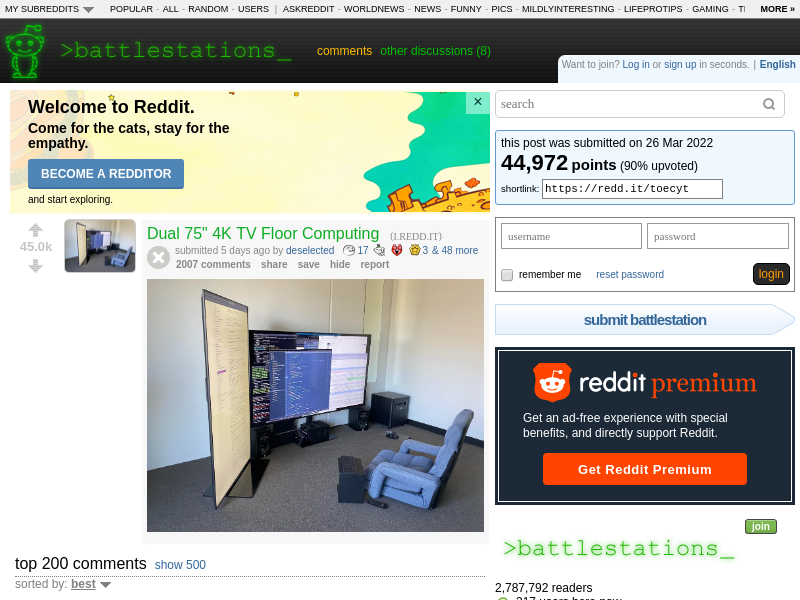 MY SUBREDDITS POPULAR - ALL - RANDOM - USERS | ASKREDDIT - WORLDNEWS - NEWS - FUNNY - PICS - MILDLYINTERESTING - LIFEPROTIPS - GAMING - MORE »
>battlestations_ comments other discussions (8)
Want to join? Log in or sign up in seconds. | English
Welcome to Reddit.
Come for the cats, stay for the
empathy.
BECOME A REDDITOR
and start exploring.
×
search
this post was submitted on 26 Mar 2022
44,972 points (90% upvoted)
shortlink: https://redd.it/toecyt
45.0k
Dual 75" 4K TV Floor Computing (I.REDD.IT)
submitted 5 days ago by deselected 17 3 & 48 more
2007 comments share save hide report
username password
remember me reset password login
submit battlestation
reddit premium
Get an ad-free experience with special
benefits, and directly support Reddit.
Get Reddit Premium
join
>battlestations_
2,787,792 readers
217 users here now
top 200 comments show 500
sorted by: best